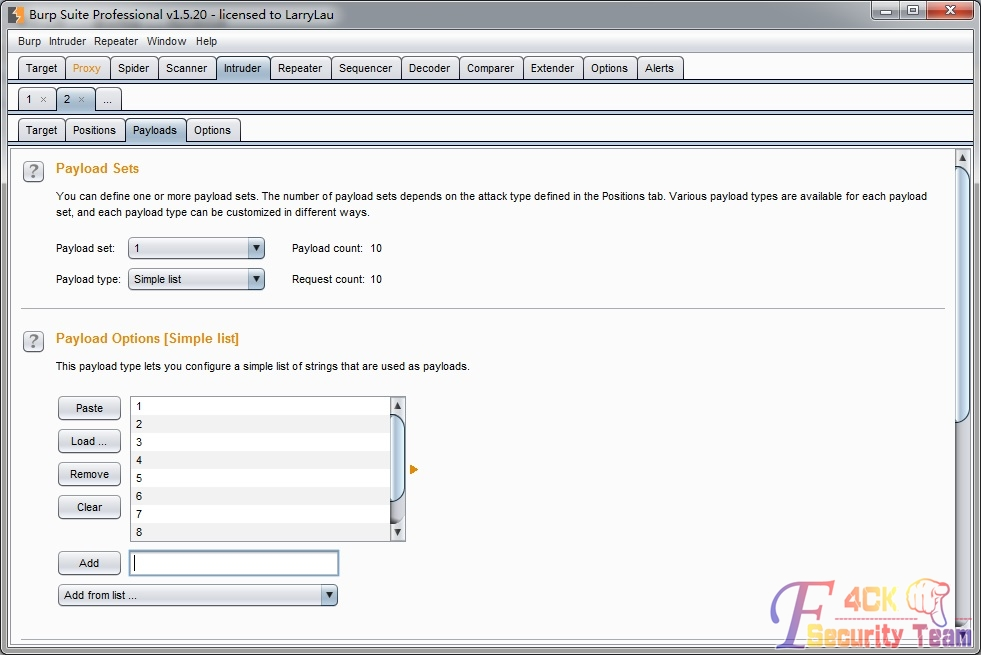 Burp Suite Professional v1.5.20 - licensed to LarryLau
Burp Intruder Repeater Window Help
Target Proxy Spider Scanner Intruder Repeater Sequencer Decoder Comparer Extender Options Alerts
1 × 2 × ...
Target Positions Payloads Options
? Payload Sets
You can define one or more payload sets. The number of payload sets depends on the attack type defined in the Positions tab. Various payload types are available for each payload
set, and each payload type can be customized in different ways.
Payload set: 1 Payload count: 10
Payload type: Simple list Request count: 10
? Payload Options [Simple list]
This payload type lets you configure a simple list of strings that are used as payloads.
Paste
Load ...
Remove
Clear
1
2
3
4
5
6
7
8
Add
Add from list ...
F4CK
Security Team